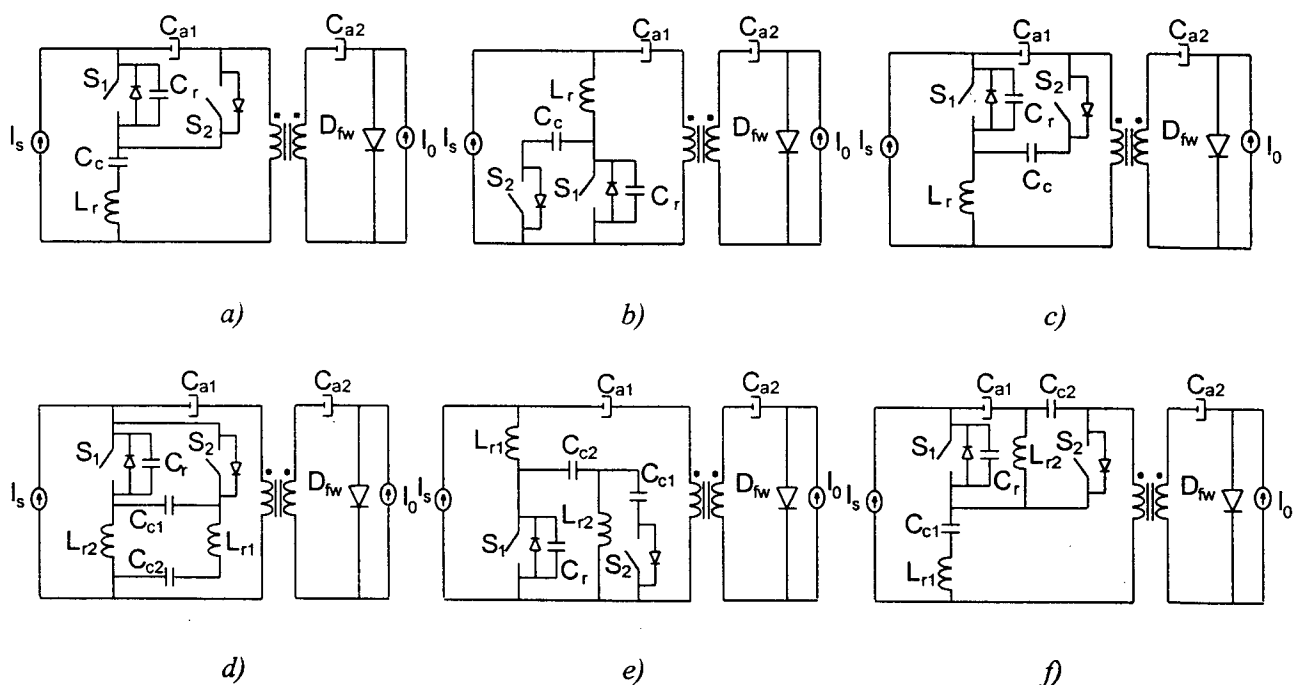 Ca1 Ca2
S1 Cr S2
Is Cc Lr Dfw I0
a)
Ca1 Ca2
Lr Cc
Is S2 S1 Cr Dfw I0
b)
Ca1 Ca2
S1 Cr S2
Is Lr Cc Dfw I0
c)
Ca1 Ca2
S1 Cr S2
Is Cc1 Dfw I0
Lr2 Cc2 Lr1
d)
Ca1 Ca2
Lr1 Cc2 Cc1
Is Lr2 Dfw I0
S1 Cr S2
e)
Ca1 Cc2 Ca2
S1 Lr2 S2
Is Cr Dfw I0
Cc1
Lr1
f)